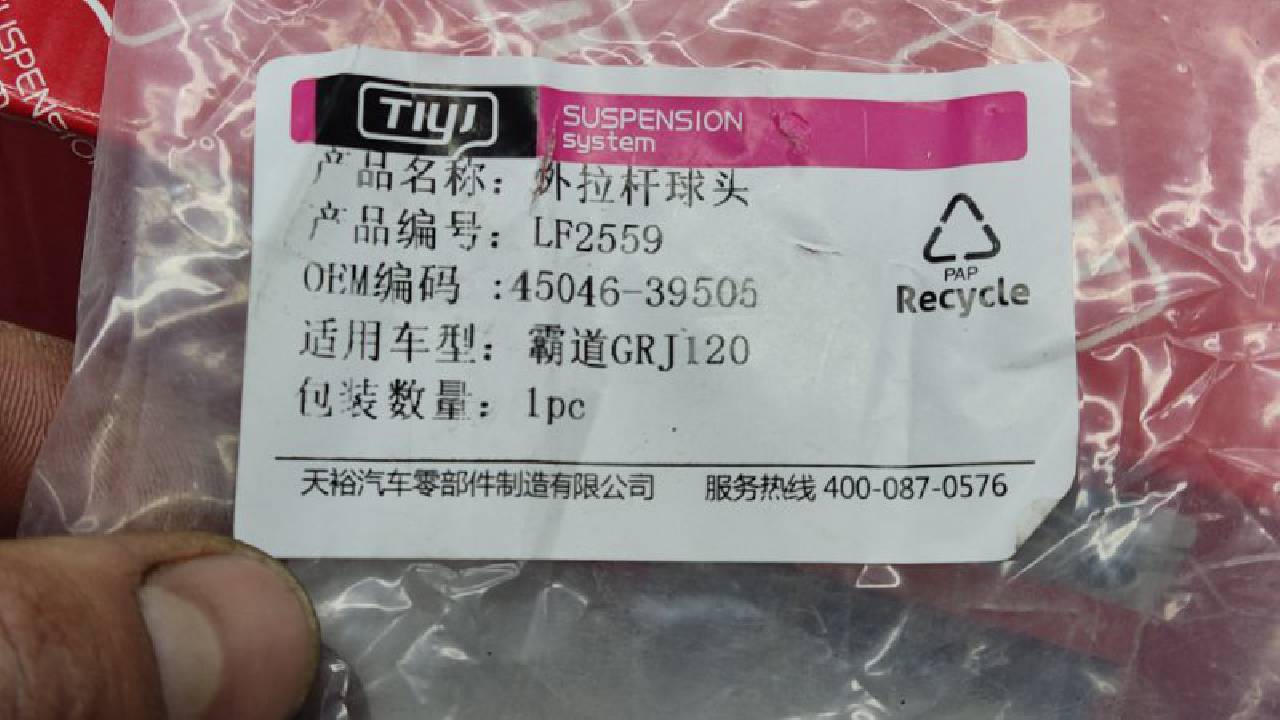 TIYI
SUSPENSION
system
产品名称：外拉杆球头
产品编号：LF2559
OEM编码 :45046-39505
适用车型：霸道GRJ120
包装数量：1pc
PAP
Recycle
天裕汽车零部件制造有限公司 服务热线 400-087-0576